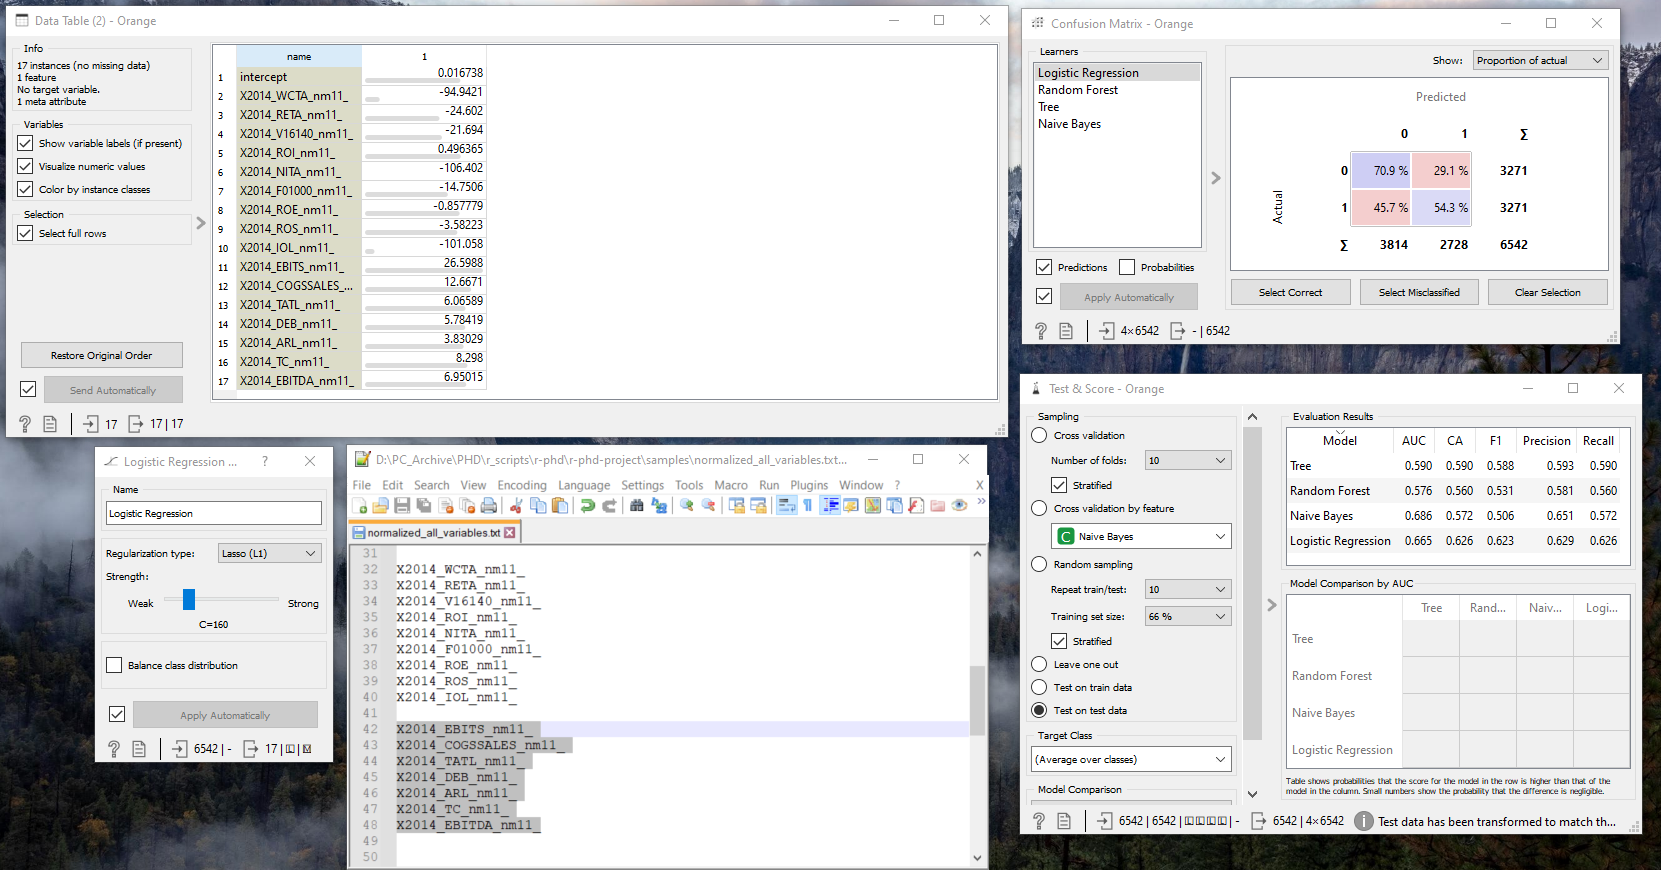 Data Table (2) - Orange
Info
17 instances (no missing data)
1 feature
No target variable.
1 meta attribute
Variables
Show variable labels (if present)
Visualize numeric values
Color by instance classes
Selection
Select full rows
Restore Original Order
Send Automatically
17
17 | 17
name 1
1 intercept 0.016738
2 X2014_WCTA_nm11_ -94.9421
3 X2014_RETA_nm11_ -24.602
4 X2014_V16140_nm11_ -21.694
5 X2014_ROI_nm11_ 0.496365
6 X2014_NITA_nm11_ -106.402
7 X2014_F01000_nm11_ -14.7506
8 X2014_ROE_nm11_ -0.857779
9 X2014_ROS_nm11_ -3.58223
10 X2014_IOL_nm11_ -101.058
11 X2014_EBITS_nm11_ 26.5988
12 X2014_COGSSALES_... 12.6671
13 X2014_TATL_nm11_ 6.06589
14 X2014_DEB_nm11_ 5.78419
15 X2014_ARL_nm11_ 3.83029
16 X2014_TC_nm11_ 8.298
17 X2014_EBITDA_nm11_ 6.95015
Confusion Matrix - Orange
Learners
Logistic Regression
Random Forest
Tree
Naive Bayes
Predictions Probabilities
Apply Automatically
4×6542 - | 6542
Show: Proportion of actual
Predicted
0 1 Σ
Actual
0 70.9 % 29.1 % 3271
1 45.7 % 54.3 % 3271
Σ 3814 2728 6542
Select Correct Select Misclassified Clear Selection
Logistic Regression ... ?
Name
Logistic Regression
Regularization type: Lasso (L1)
Strength:
Weak Strong
C=160
Balance class distribution
Apply Automatically
6542 | - 17 |
D:\PC_Archive\PHD\r_scripts\r-phd\r-phd-project\samples\normalized_all_variables.txt...
File Edit Search View Encoding Language Settings Tools Macro Run Plugins Window ? X
normalized_all_variables.txt
31
32 X2014_WCTA_nm11_
33 X2014_RETA_nm11_
34 X2014_V16140_nm11_
35 X2014_ROI_nm11_
36 X2014_NITA_nm11_
37 X2014_F01000_nm11_
38 X2014_ROE_nm11_
39 X2014_ROS_nm11_
40 X2014_IOL_nm11_
41
42 X2014_EBITS_nm11_
43 X2014_COGSSALES_nm11_
44 X2014_TATL_nm11_
45 X2014_DEB_nm11_
46 X2014_ARL_nm11_
47 X2014_TC_nm11_
48 X2014_EBITDA_nm11_
49
50
Test & Score - Orange
Sampling
Cross validation
Number of folds: 10
Stratified
Cross validation by feature
C Naive Bayes
Random sampling
Repeat train/test: 10
Training set size: 66 %
Stratified
Leave one out
Test on train data
Test on test data
Target Class
(Average over classes)
Model Comparison
Evaluation Results
Model AUC CA F1 Precision Recall
Tree 0.590 0.590 0.588 0.593 0.590
Random Forest 0.576 0.560 0.531 0.581 0.560
Naive Bayes 0.686 0.572 0.506 0.651 0.572
Logistic Regression 0.665 0.626 0.623 0.629 0.626
Model Comparison by AUC
Tree Rand... Naiv... Logi...
Tree
Random Forest
Naive Bayes
Logistic Regression
Table shows probabilities that the score for the model in the row is higher than that of the
model in the column. Small numbers show the probability that the difference is negligible.
6542 | 6542 | | - 6542 | 4×6542 Test data has been transformed to match th...